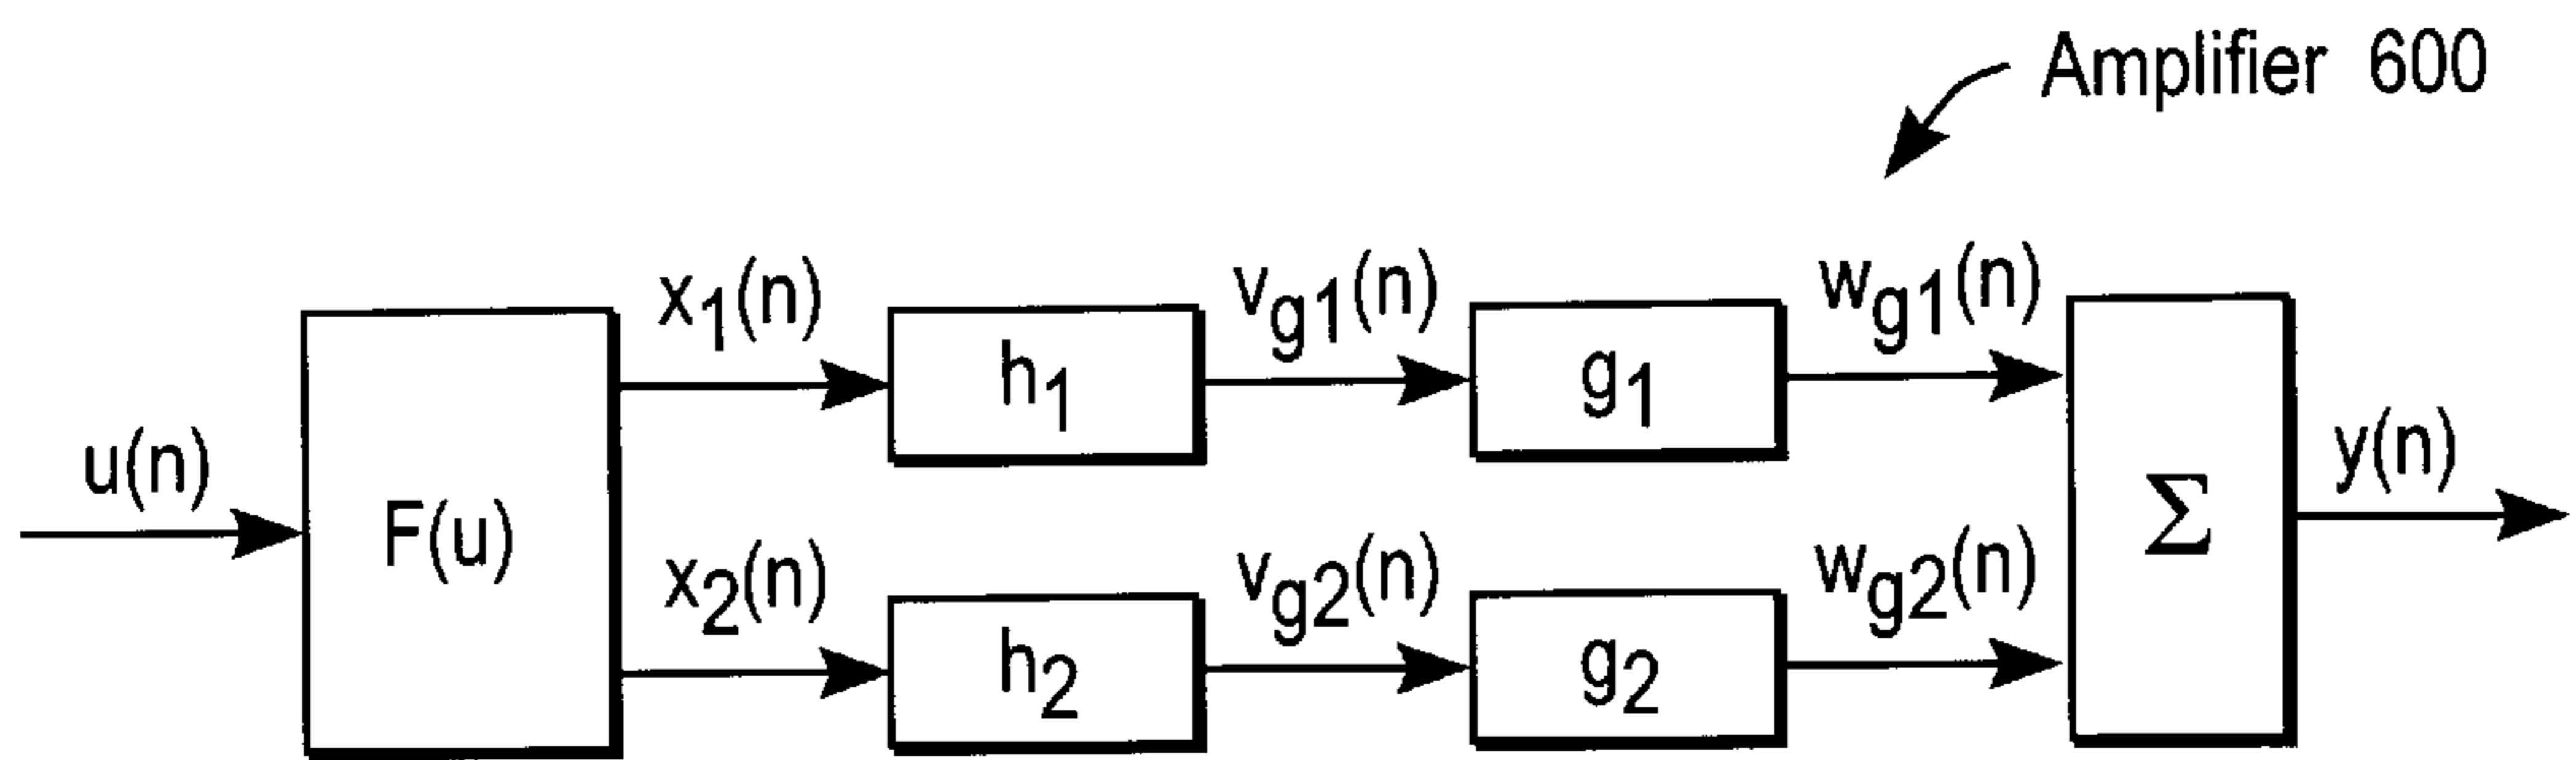 Amplifier 600
x1(n)
h1
vg1(n)
g1
wg1(n)
u(n)
F(u)
Σ
y(n)
x2(n)
h2
vg2(n)
g2
wg2(n)